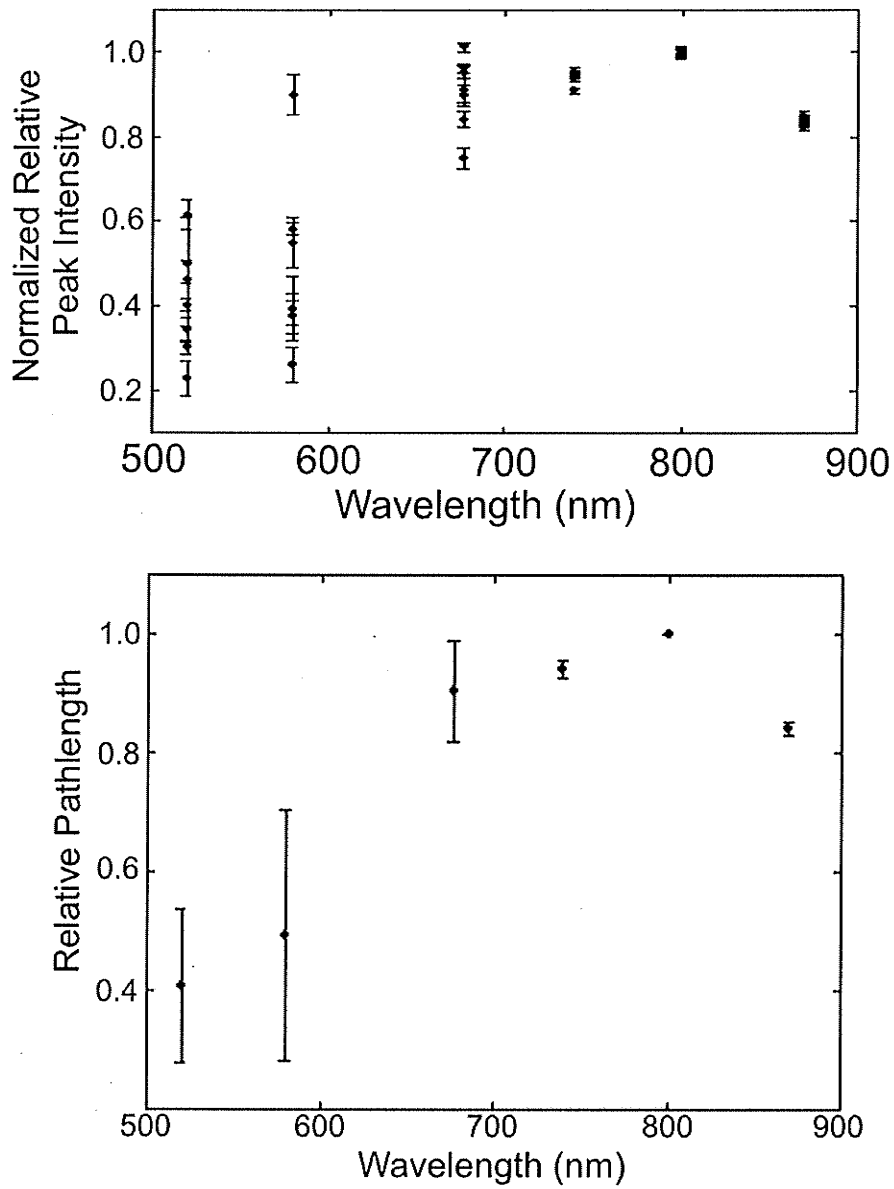 Normalized Relative
Peak Intensity
1.0
0.8
0.6
0.4
0.2
500 600 700 800 900
Wavelength (nm)
Relative Pathlength
1.0
0.8
0.6
0.4
500 600 700 800 900
Wavelength (nm)